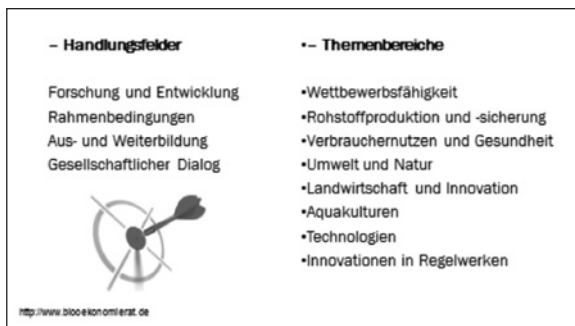 – Handlungsfelder
Forschung und Entwicklung
Rahmenbedingungen
Aus- und Weiterbildung
Gesellschaftlicher Dialog
•– Themenbereiche
•Wettbewerbsfähigkeit
•Rohstoffproduktion und -sicherung
•Verbrauchernutzen und Gesundheit
•Umwelt und Natur
•Landwirtschaft und Innovation
•Aquakulturen
•Technologien
•Innovationen in Regelwerken
http://www.biooekonomierat.de